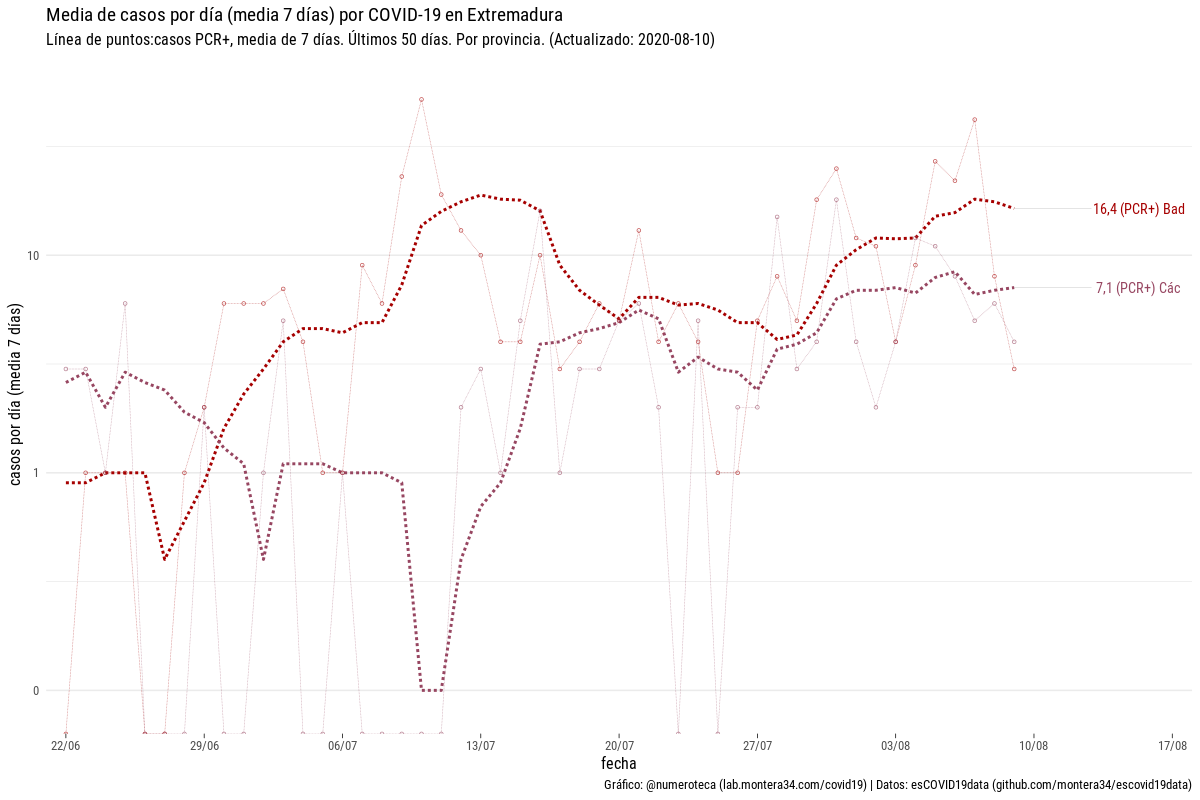 Media de casos por día (media 7 días) por COVID-19 en Extremadura
Línea de puntos:casos PCR+, media de 7 días. Últimos 50 días. Por provincia. (Actualizado: 2020-08-10)
casos por día (media 7 días)
10
1
0
16,4 (PCR+) Bad
7,1 (PCR+) Các
22/06
29/06
06/07
13/07
20/07
27/07
03/08
10/08
17/08
fecha
Gráfico: @numeroteca (lab.montera34.com/covid19) | Datos: esCOVID19data (github.com/montera34/escovid19data)